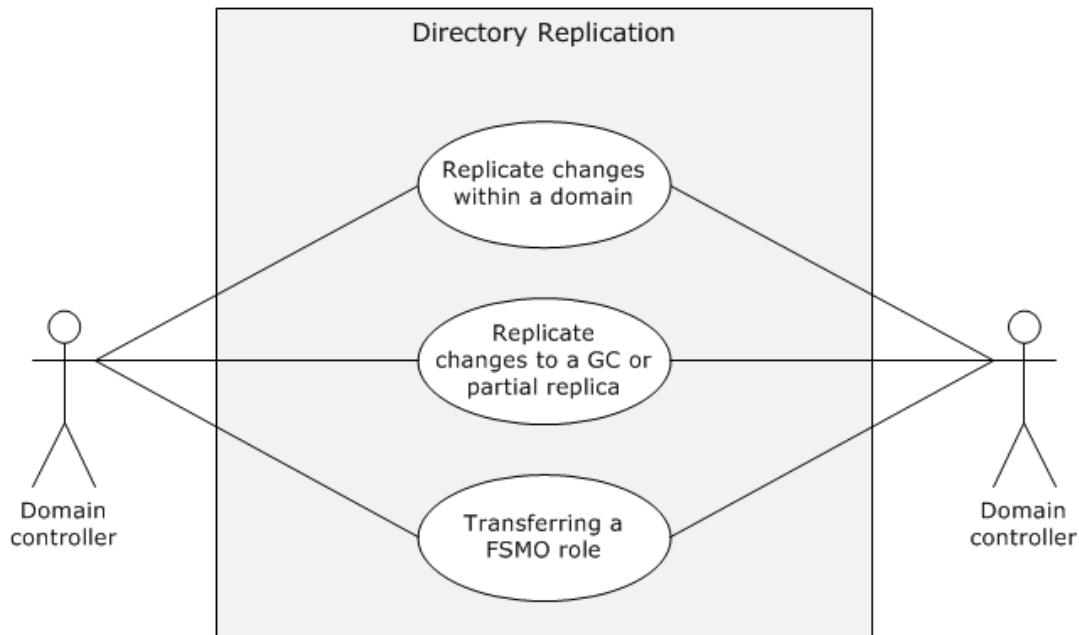 Directory Replication
Replicate changes
within a domain
Replicate
changes to a GC or
partial replica
Domain
controller
Domain
controller
Transferring a
FSMO role